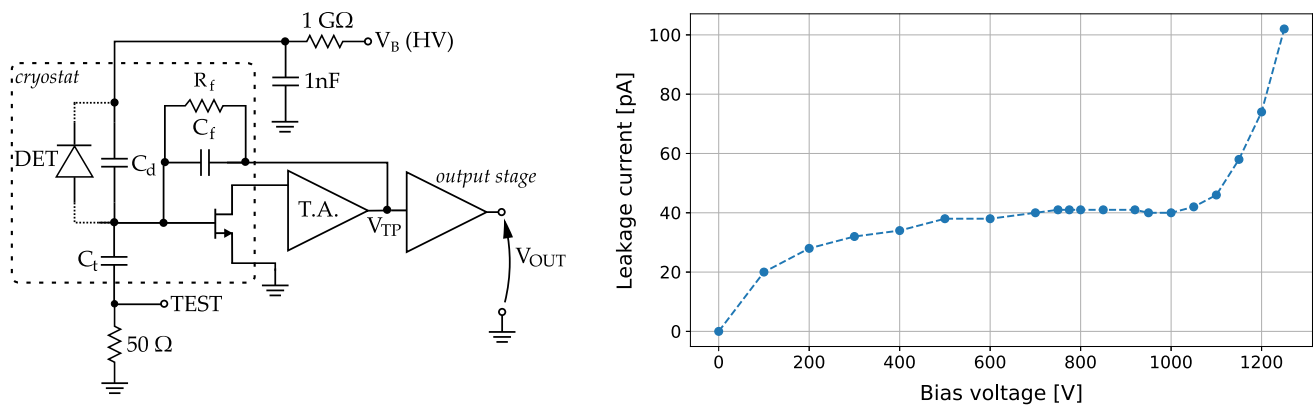 1 GΩ
V_B (HV)
cryostat
R_f
1nF
C_f
DET
C_d
output stage
T.A.
V_TP
V_OUT
C_t
TEST
50 Ω
Leakage current [pA]
100
80
60
40
20
0
0 200 400 600 800 1000 1200
Bias voltage [V]